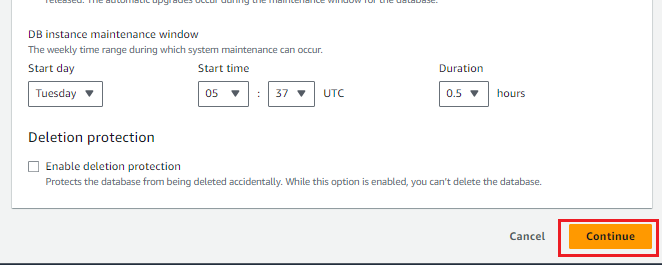 released. The automatic upgrades occur during the maintenance window for the database.
DB instance maintenance window
The weekly time range during which system maintenance can occur.
Start day Start time Duration
Tuesday 05 : 37 UTC 0.5 hours
Deletion protection
Enable deletion protection
Protects the database from being deleted accidentally. While this option is enabled, you can't delete the database.
Cancel Continue